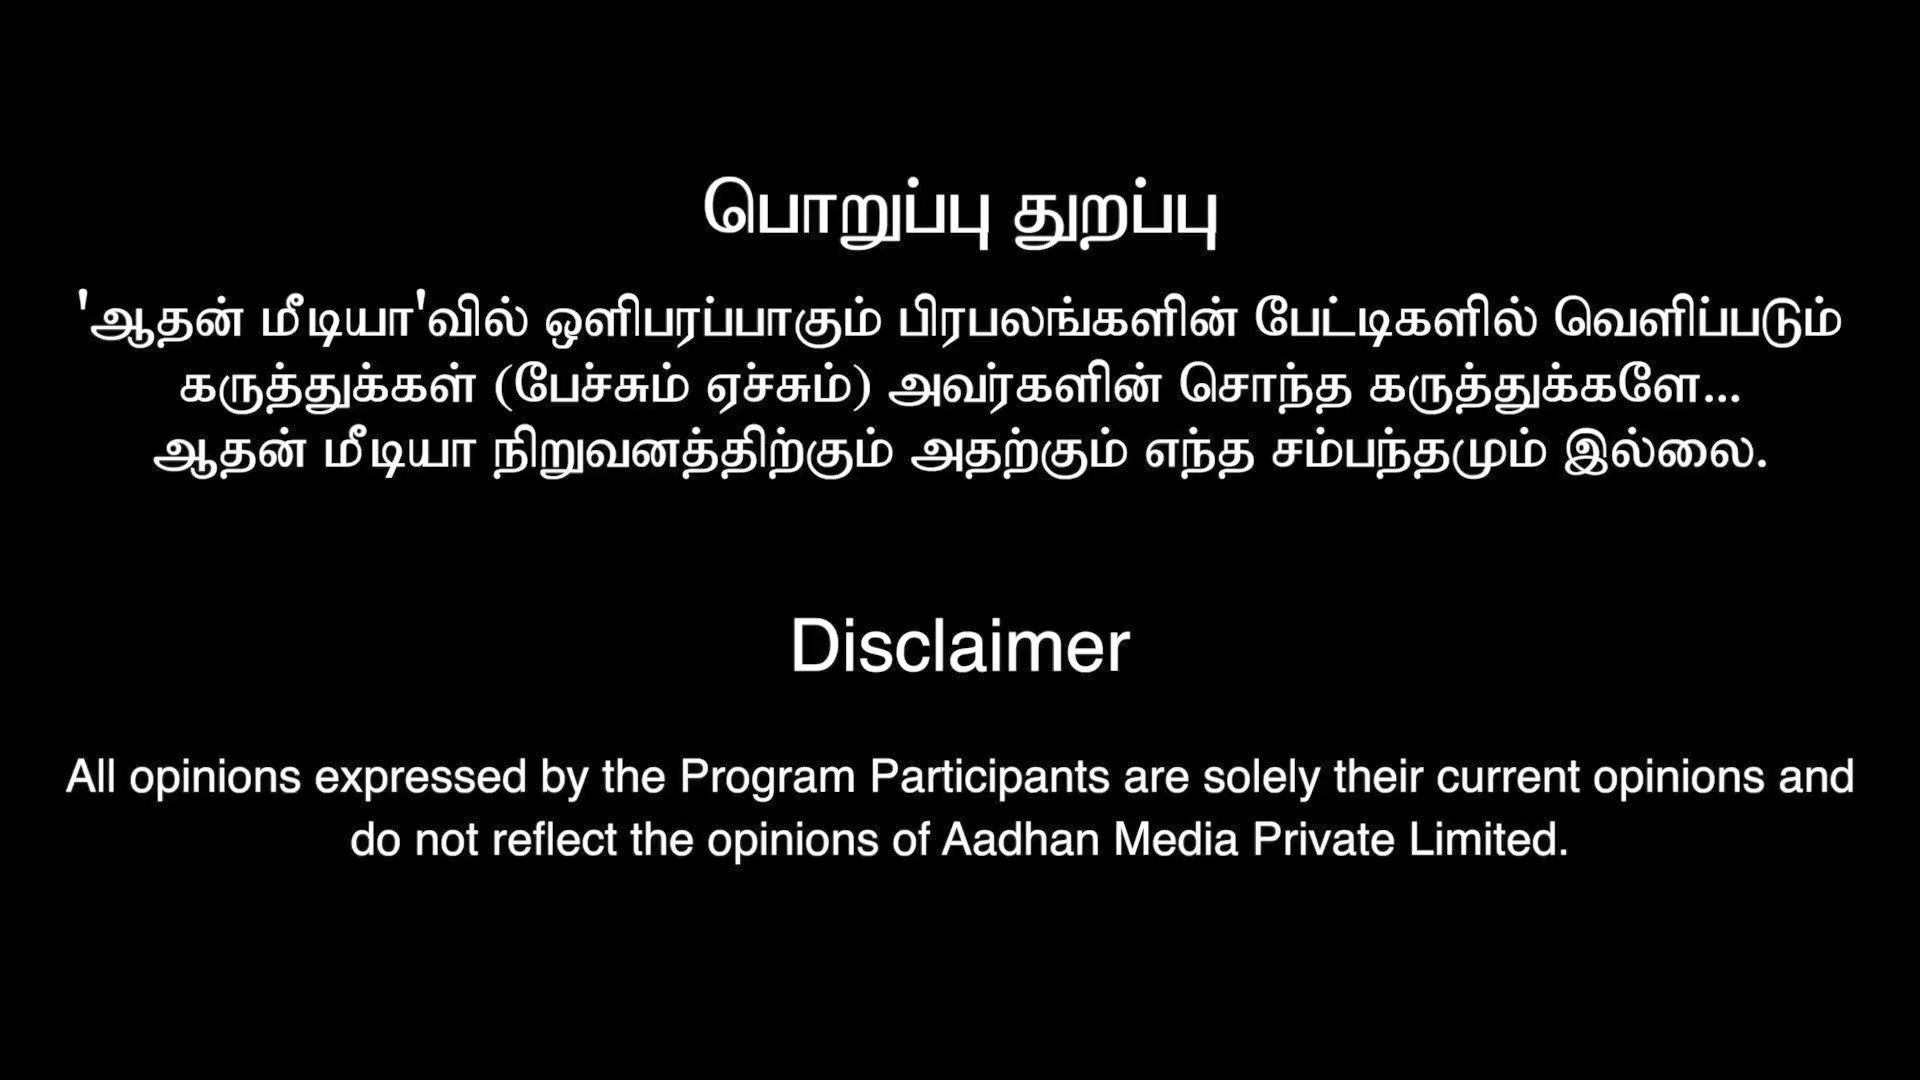 பொறுப்பு துறப்பு
'ஆதன் மீடியா'வில் ஒளிபரப்பாகும் பிரபலங்களின் பேட்டிகளில் வெளிப்படும்
கருத்துக்கள் (பேச்சும் ஏச்சும்) அவர்களின் சொந்த கருத்துக்களே...
ஆதன் மீடியா நிறுவனத்திற்கும் அதற்கும் எந்த சம்பந்தமும் இல்லை.
Disclaimer
All opinions expressed by the Program Participants are solely their current opinions and
do not reflect the opinions of Aadhan Media Private Limited.